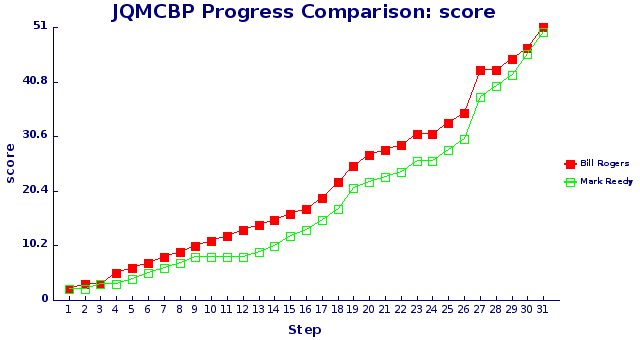 JQMCBP Progress Comparison: score
51
40.8
30.6
20.4
10.2
0
score
1 2 3 4 5 6 7 8 9 10 11 12 13 14 15 16 17 18 19 20 21 22 23 24 25 26 27 28 29 30 31
Step
Bill Rogers
Mark Reedy